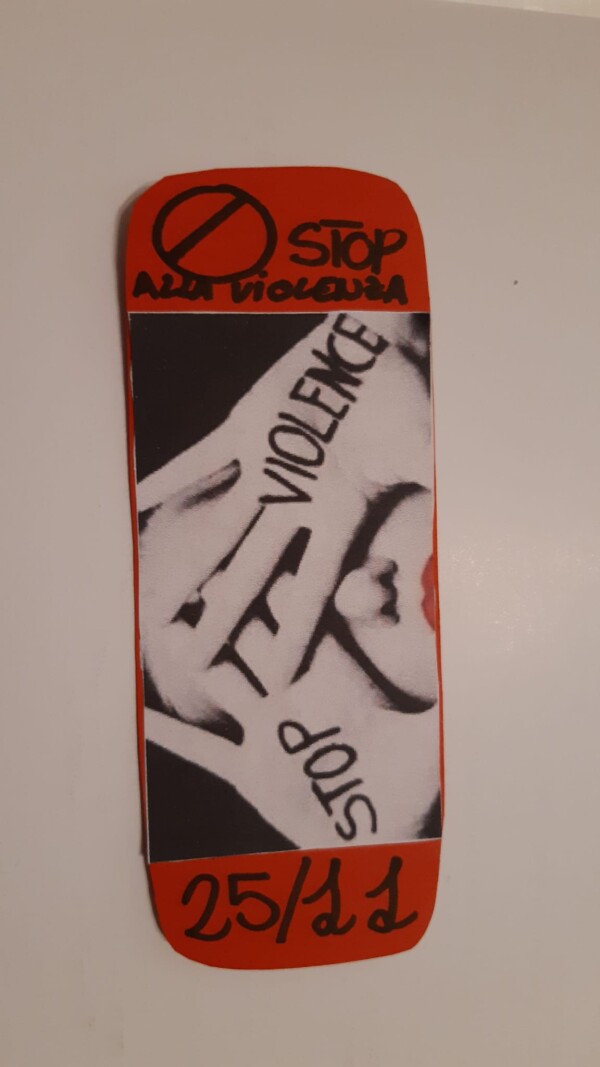 STOP
ALLA VIOLENZA
VIOLENCE
STOP
25/11